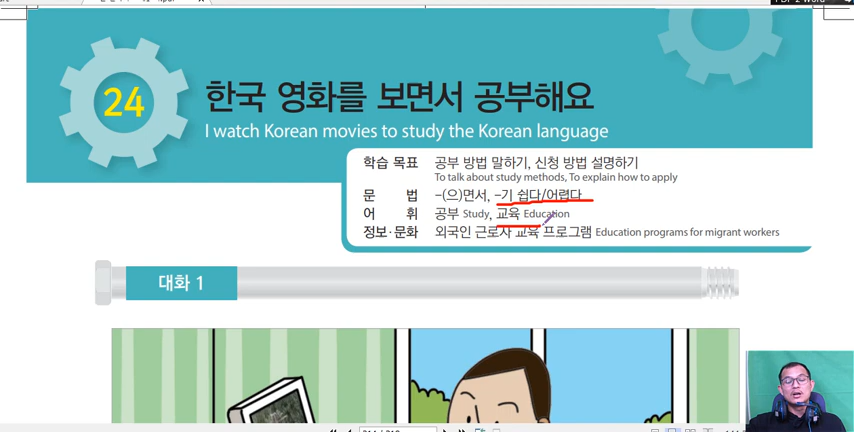 24
한국 영화를 보면서 공부해요
I watch Korean movies to study the Korean language
학습 목표 공부 방법 말하기, 신청 방법 설명하기
To talk about study methods, To explain how to apply
문 법 -(으)면서, -기 쉽다/어렵다
어 휘 공부 Study, 교육 Education
정보·문화 외국인 근로자 교육 프로그램 Education programs for migrant workers
대화 1